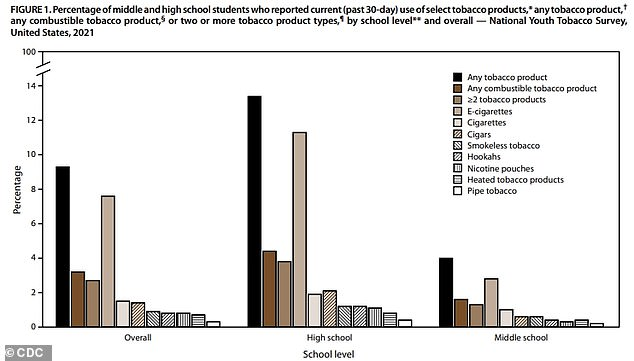 FIGURE 1. Percentage of middle and high school students who reported current (past 30-day) use of select tobacco products,* any tobacco product,†
any combustible tobacco product,§ or two or more tobacco product types,¶ by school level** and overall — National Youth Tobacco Survey,
United States, 2021
100
14
12
10
8
6
4
2
0
Percentage
Any tobacco product
Any combustible tobacco product
≥2 tobacco products
E-cigarettes
Cigarettes
Cigars
Smokeless tobacco
Hookahs
Nicotine pouches
Heated tobacco products
Pipe tobacco
Overall
High school
Middle school
School level
© CDC